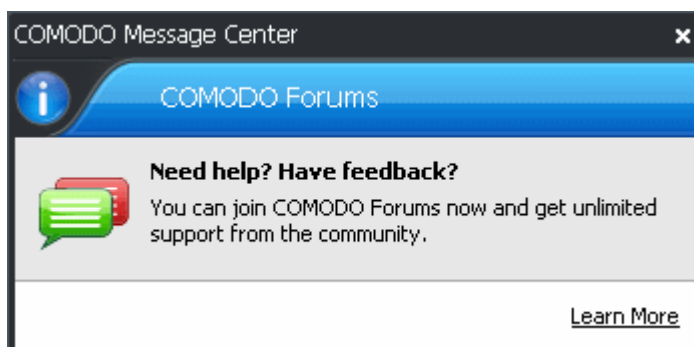 COMODO Message Center
COMODO Forums
Need help? Have feedback?
You can join COMODO Forums now and get unlimited
support from the community.
Learn More